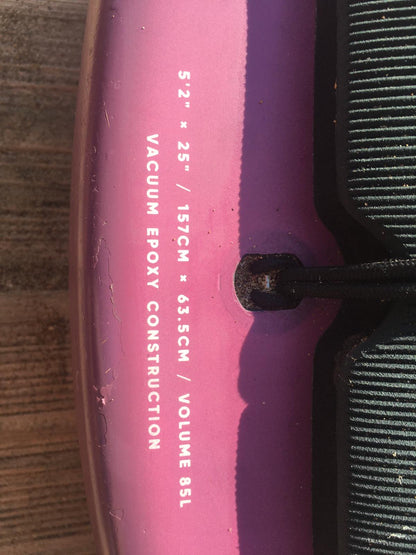 5'2" × 25" / 157CM × 63.5CM / VOLUME 85L
VACUUM EPOXY CONSTRUCTION